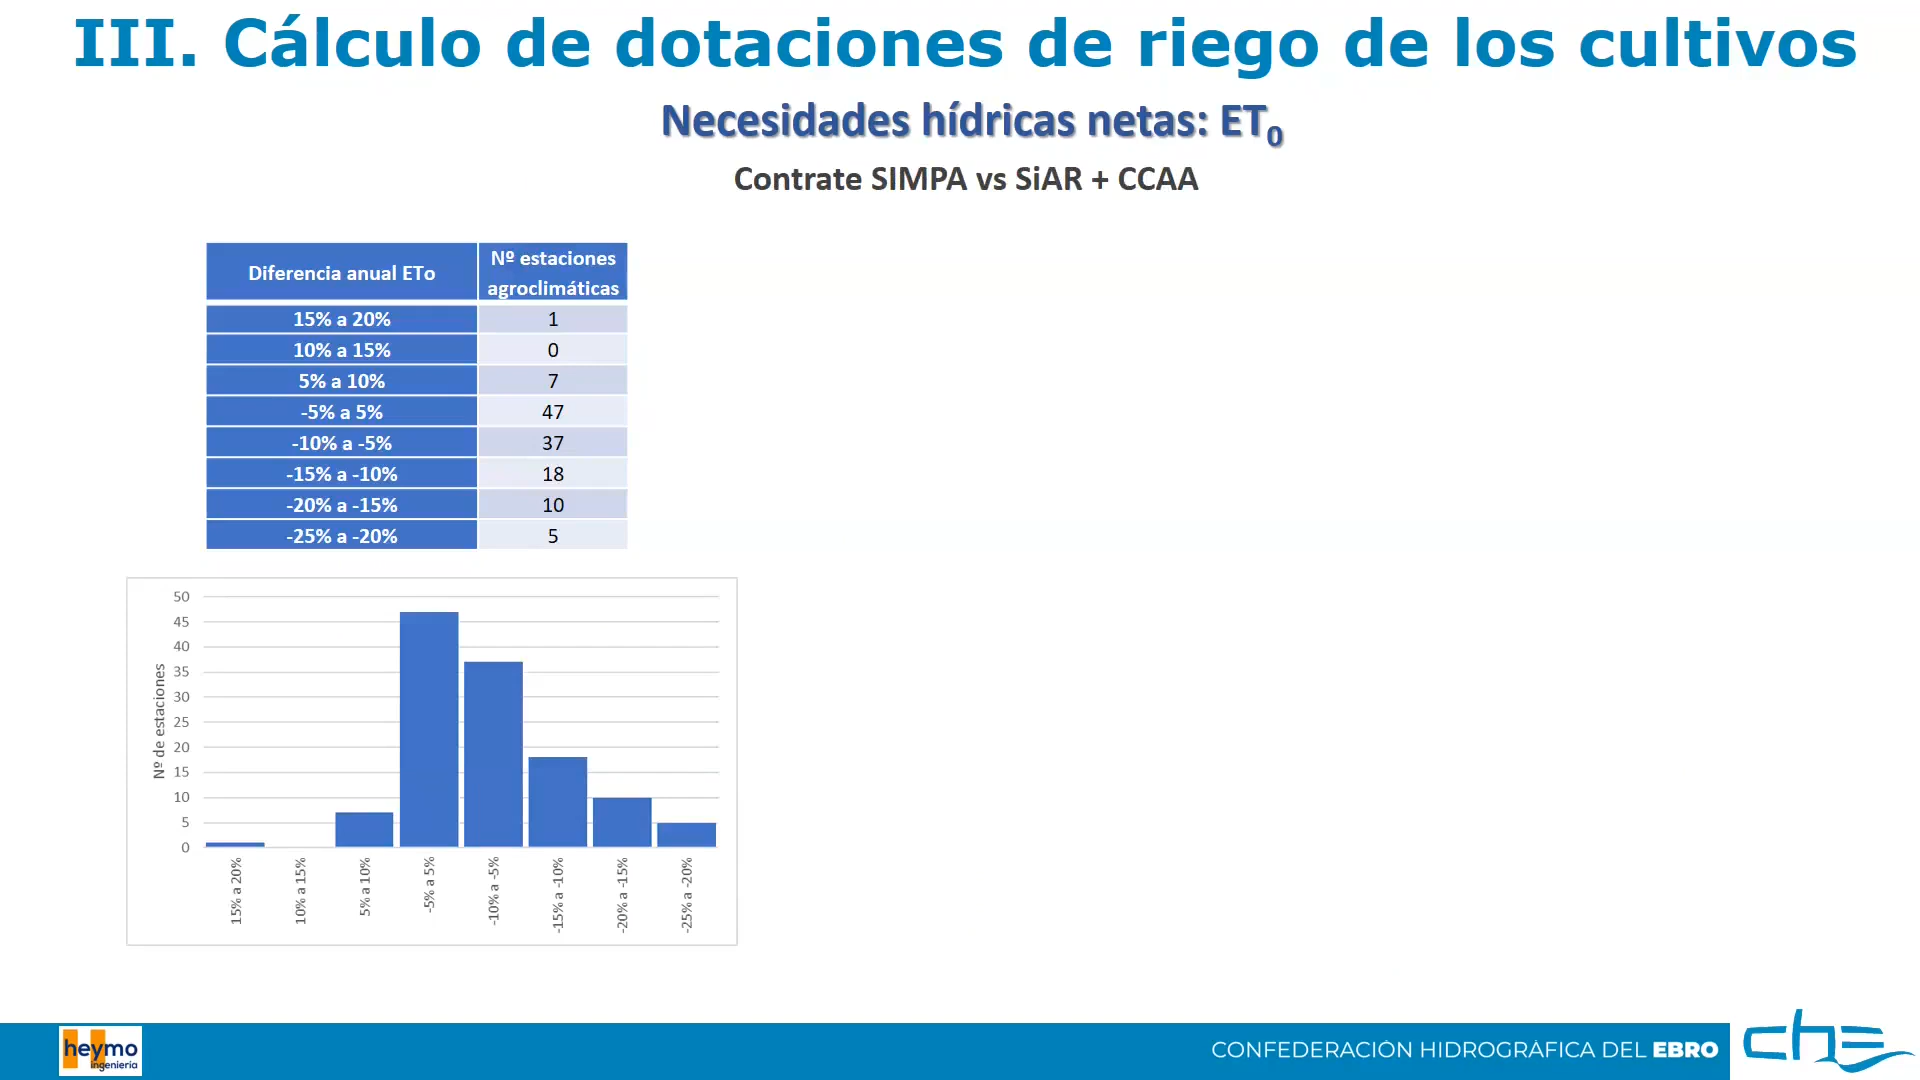 III. Cálculo de dotaciones de riego de los cultivos
Necesidades hídricas netas: ET0
Contrate SIMPA vs SiAR + CCAA
Diferencia anual ETo
Nº estaciones
agroclimáticas
15% a 20% 1
10% a 15% 0
5% a 10% 7
-5% a 5% 47
-10% a -5% 37
-15% a -10% 18
-20% a -15% 10
-25% a -20% 5
Nº de estaciones
50
45
40
35
30
25
20
15
10
5
0
15% a 20%
10% a 15%
5% a 10%
-5% a 5%
-10% a -5%
-15% a -10%
-20% a -15%
-25% a -20%
heymo
ingeniería
CONFEDERACIÓN HIDROGRÁFICA DEL EBRO
che